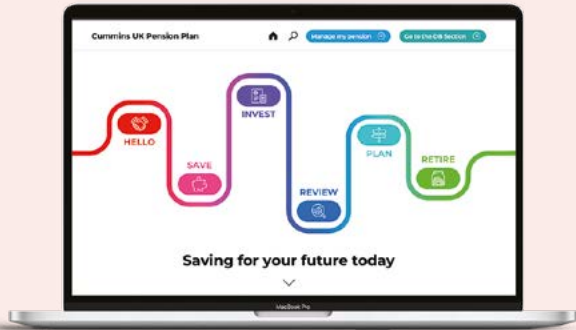 Cummins UK Pension Plan
Manage my pension
Go to the DB Section
HELLO
SAVE
INVEST
REVIEW
PLAN
RETIRE
Saving for your future today
MacBook Pro